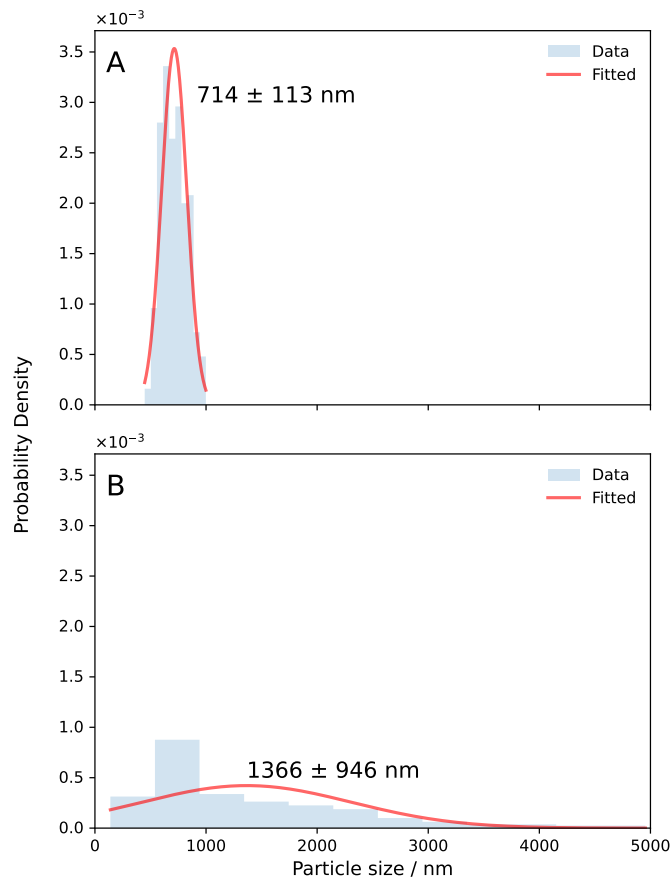 ×10⁻³
A
714 ± 113 nm
Data
Fitted
3.5
3.0
2.5
2.0
1.5
1.0
0.5
0.0
Probability Density
×10⁻³
B
1366 ± 946 nm
Data
Fitted
3.5
3.0
2.5
2.0
1.5
1.0
0.5
0.0
0 1000 2000 3000 4000 5000
Particle size / nm